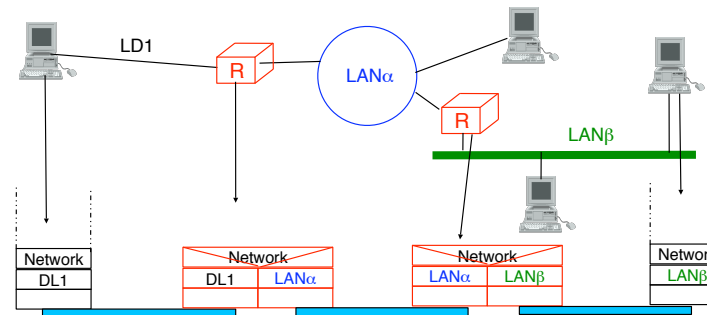 LD1
R
LANα
R
LANβ
Network
DL1
Network
DL1 LANα
Network
LANα LANβ
Networ
LANβ